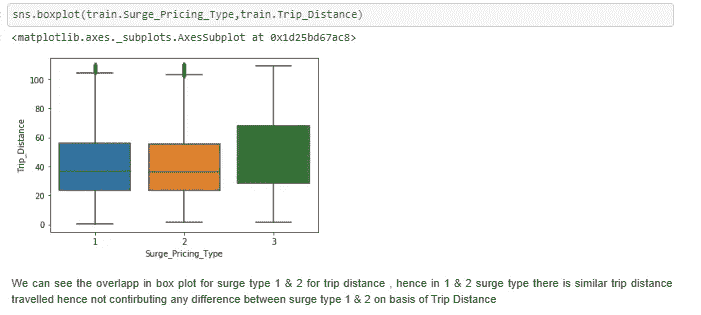 sns.boxplot(train.Surge_Pricing_Type,train.Trip_Distance)
<matplotlib.axes._subplots.AxesSubplot at 0x1d25bd67ac8>
100
80
60
40
20
0
Trip_Distance
1 2 3
Surge_Pricing_Type
We can see the overlapp in box plot for surge type 1 & 2 for trip distance , hence in 1 & 2 surge type there is similar trip distance
travelled hence not contirbuting any difference between surge type 1 & 2 on basis of Trip Distance